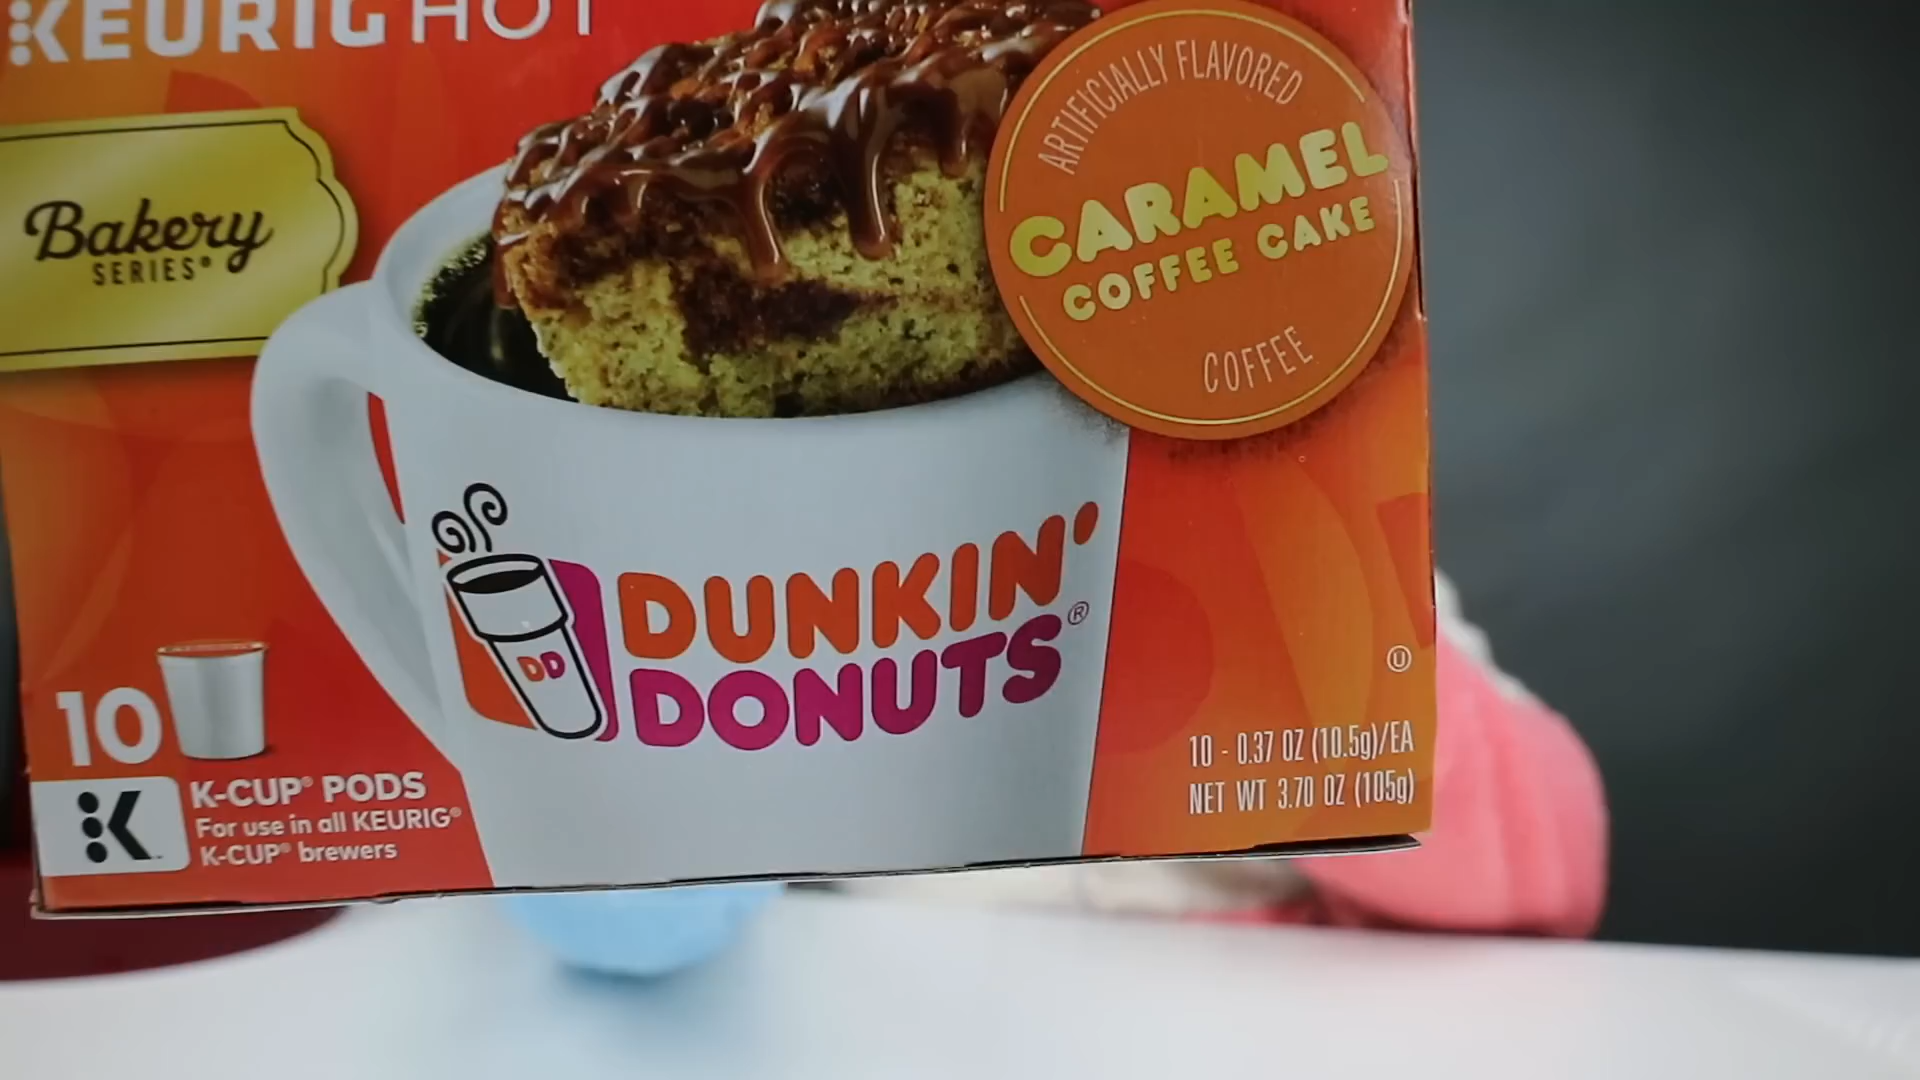 KEURIG HOT
Bakery
SERIES®
ARTIFICIALLY FLAVORED
CARAMEL
COFFEE CAKE
COFFEE
DD
DUNKIN'
DONUTS®
10
K
K-CUP® PODS
For use in all KEURIG®
K-CUP® brewers
U
10 - 0.37 OZ (10.5g)/EA
NET WT 3.70 OZ (105g)